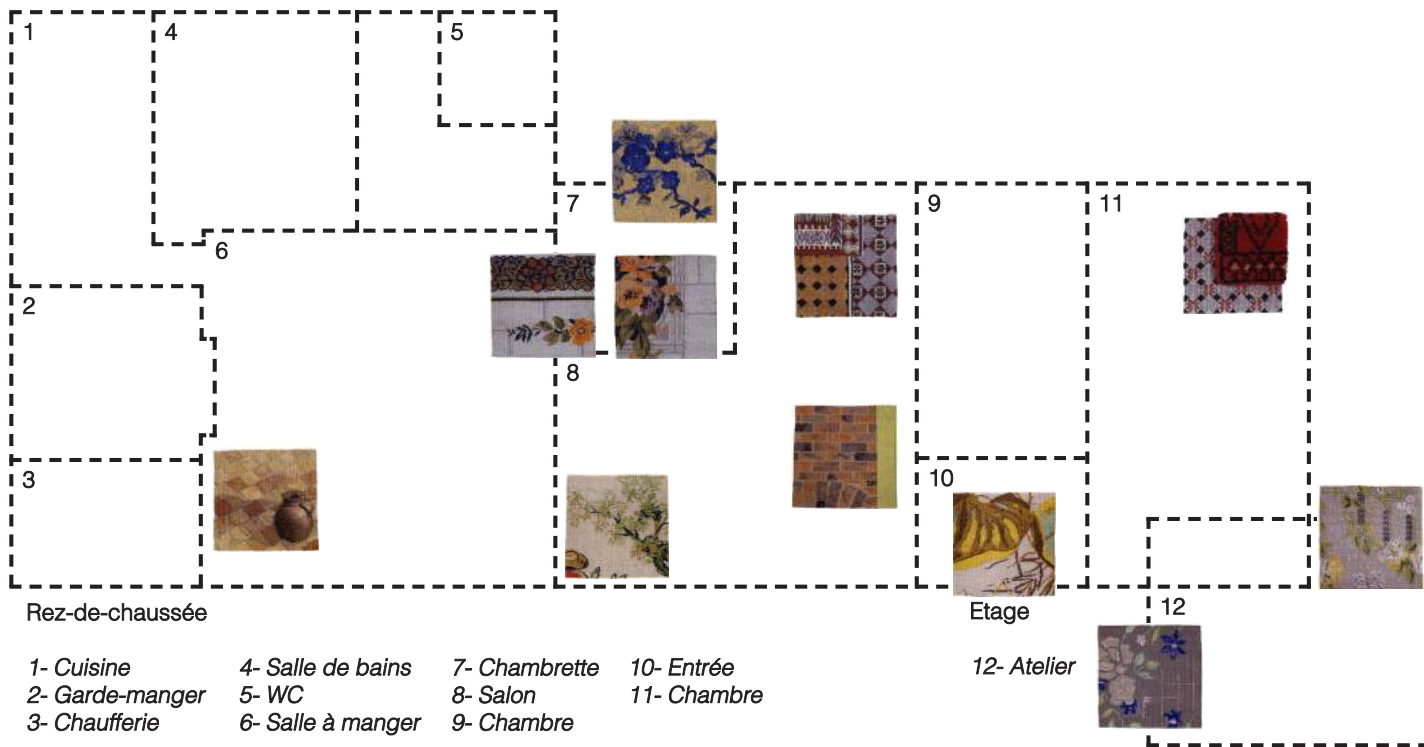 1
4
5
7
9
11
6
2
8
3
10
Rez-de-chaussée
Etage
12
1- Cuisine
2- Garde-manger
3- Chaufferie
4- Salle de bains
5- WC
6- Salle à manger
7- Chambrette
8- Salon
9- Chambre
10- Entrée
11- Chambre
12- Atelier